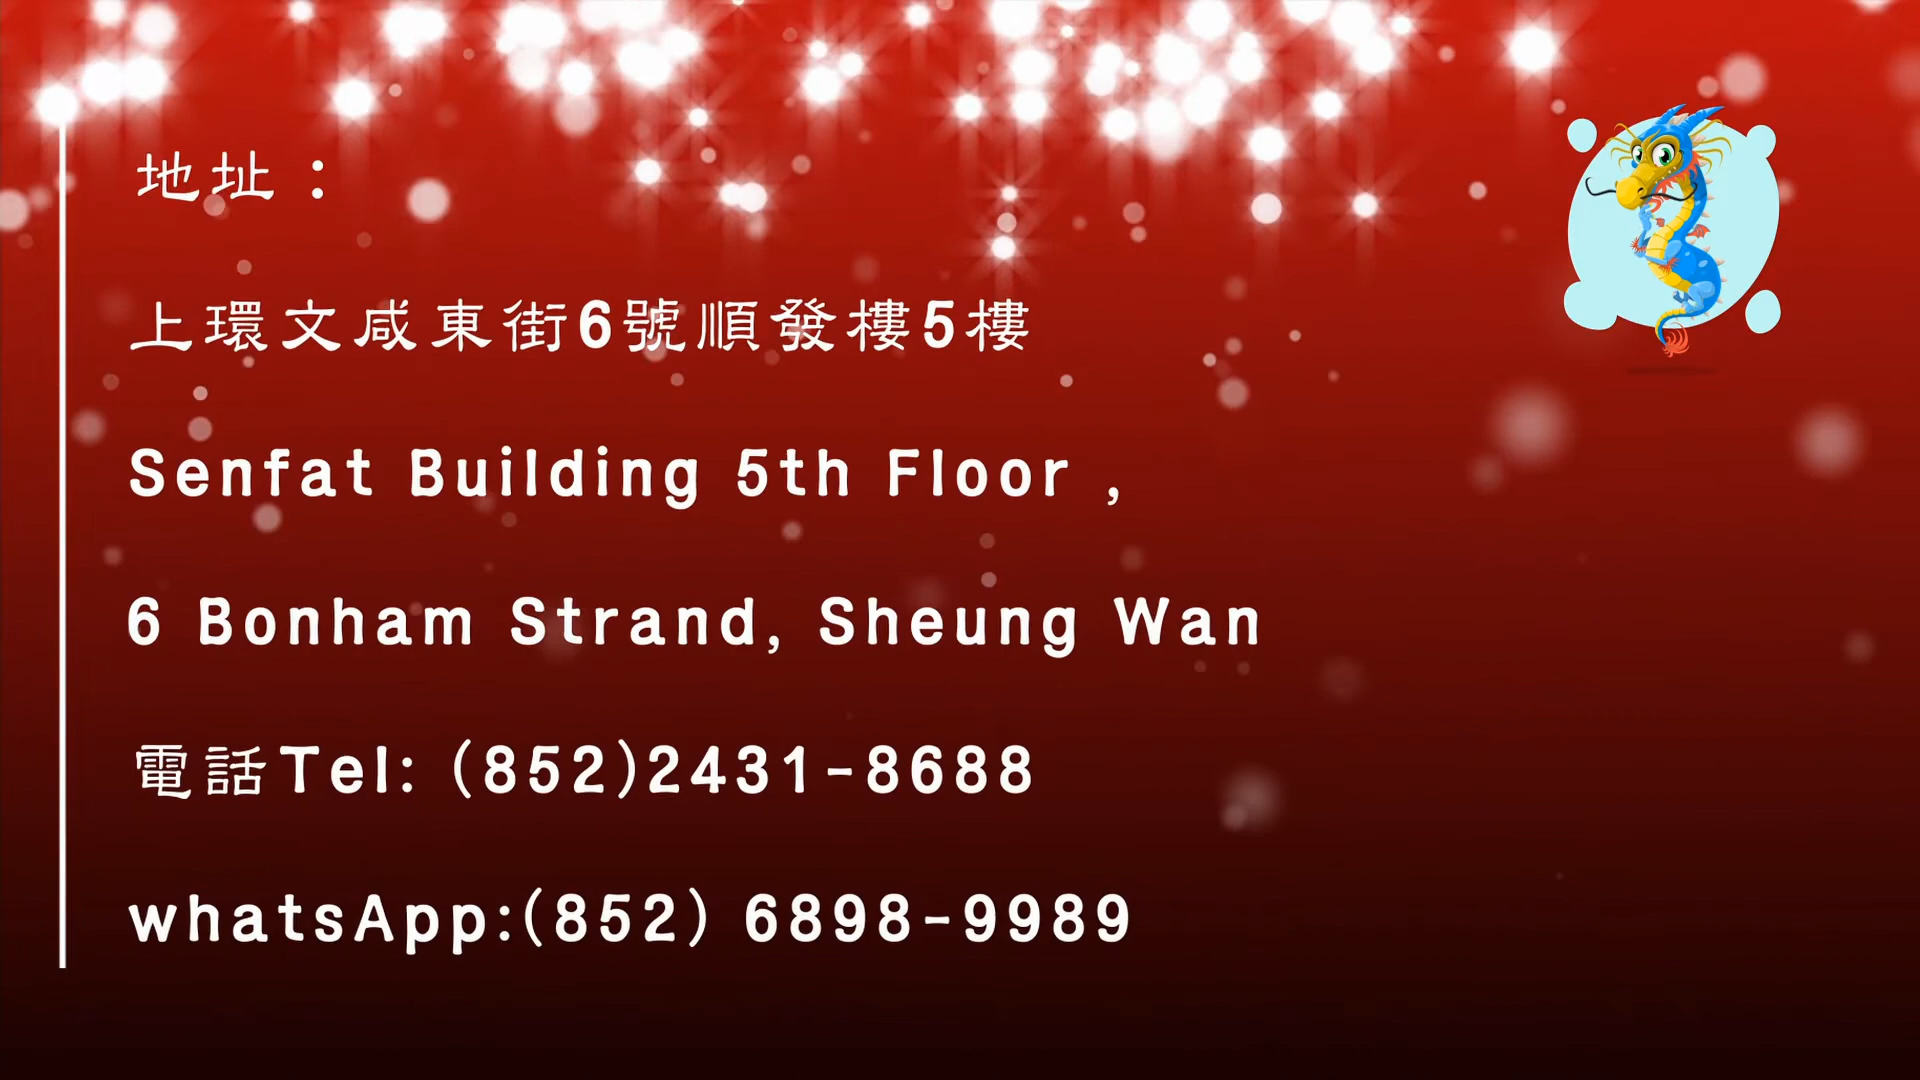 地址：
上環文咸東街6號順發樓5樓
Senfat Building 5th Floor ,
6 Bonham Strand, Sheung Wan
電話Tel: (852)2431-8688
whatsApp:(852) 6898-9989